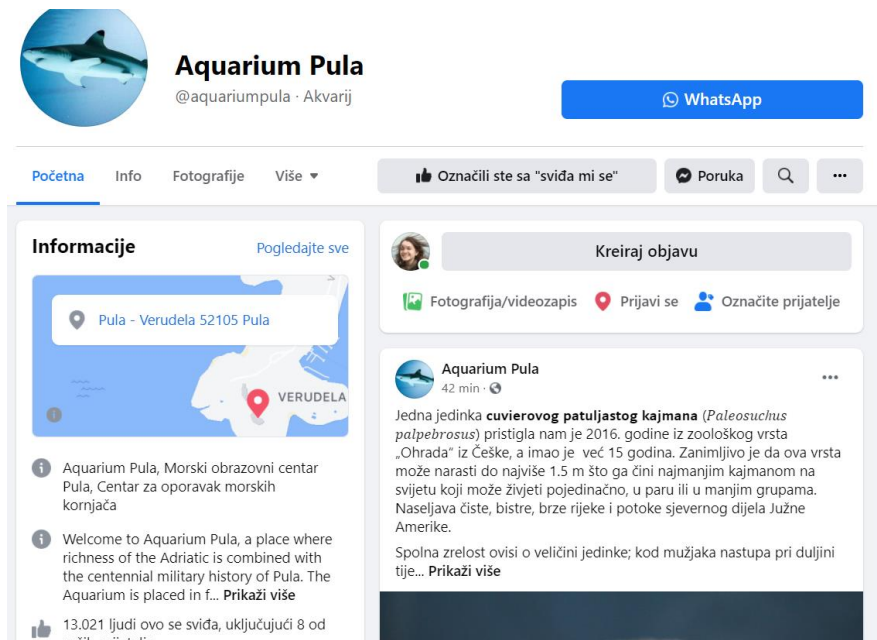 Aquarium Pula
@aquariumpula · Akvarij
WhatsApp
Početna
Info
Fotografije
Više
Označili ste sa "sviđa mi se"
Poruka
Informacije
Pogledajte sve
Pula - Verudela 52105 Pula
VERUDELA
Aquarium Pula, Morski obrazovni centar
Pula, Centar za oporavak morskih
kornjača
Welcome to Aquarium Pula, a place where
richness of the Adriatic is combined with
the centennial military history of Pula. The
Aquarium is placed in f... Prikaži više
13.021 ljudi ovo se sviđa, uključujući 8 od
Kreiraj objavu
Fotografija/videozapis
Prijavi se
Označite prijatelje
Aquarium Pula
42 min ·
Jedna jedinka cuvierovog patuljastog kajmana (Paleosuchus
palpebrosus) pristigla nam je 2016. godine iz zoološkog vrsta
„Ohrada" iz Češke, a imao je već 15 godina. Zanimljivo je da ova vrsta
može narasti do najviše 1.5 m što ga čini najmanjim kajmanom na
svijetu koji može živjeti pojedinačno, u paru ili u manjim grupama.
Naseljava čiste, bistre, brze rijeke i potoke sjevernog dijela Južne
Amerike.
Spolna zrelost ovisi o veličini jedinke; kod mužjaka nastupa pri duljini
tije... Prikaži više